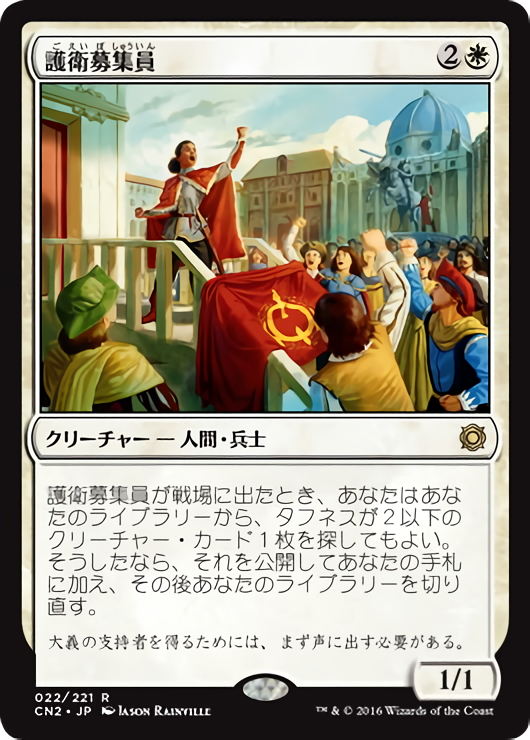 ごえいぼしゅういん
護衛募集員 2
クリーチャー — 人間・兵士
護衛募集員が戦場に出たとき、あなたはあな
たのライブラリーから、タフネスが2以下の
クリーチャー・カード1枚を探してもよい。
そうしたなら、それを公開してあなたの手札
に加え、その後あなたのライブラリーを切り
直す。
大義の支持者を得るためには、まず声に出す必要がある。
1/1
022/221 R
CN2 • JP Jason Rainville
™ & © 2016 Wizards of the Coast